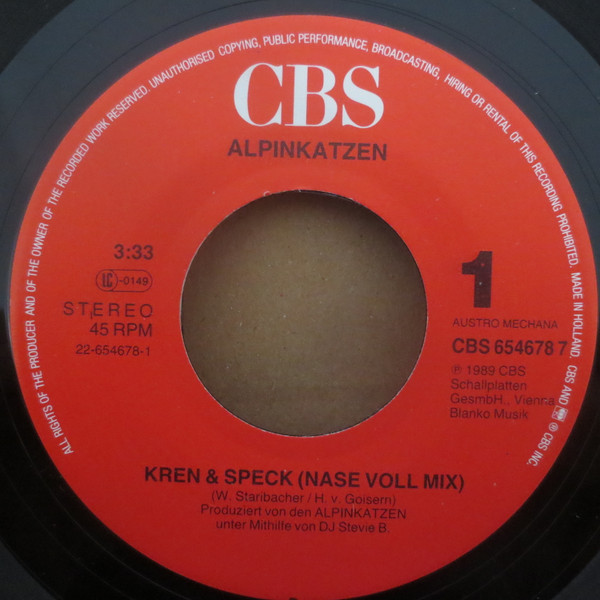 ALL RIGHTS OF THE PRODUCER AND OF THE OWNER OF THE RECORDED WORK RESERVED. UNAUTHORISED COPYING, PUBLIC PERFORMANCE, BROADCASTING, HIRING OR RENTAL OF THIS RECORDING PROHIBITED. MADE IN HOLLAND. CBS AND ® CBS INC.
CBS
ALPINKATZEN
3:33
LC-0149
STEREO
45 RPM
22-654678-1
1
AUSTRO MECHANA
CBS 654678 7
℗ 1989 CBS
Schallplatten
GesmbH., Vienna
Blanko Musik
KREN & SPECK (NASE VOLL MIX)
(W. Staribacher / H. v. Goisern)
Produziert von den ALPINKATZEN
unter Mithilfe von DJ Stevie B.